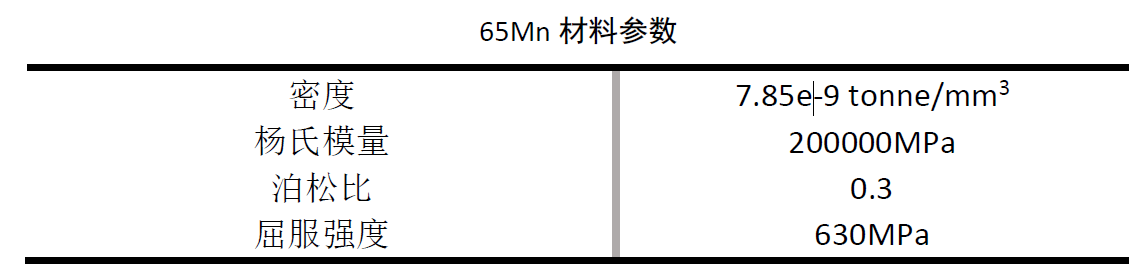 65Mn 材料参数
密度 7.85e-9 tonne/mm³
杨氏模量 200000MPa
泊松比 0.3
屈服强度 630MPa